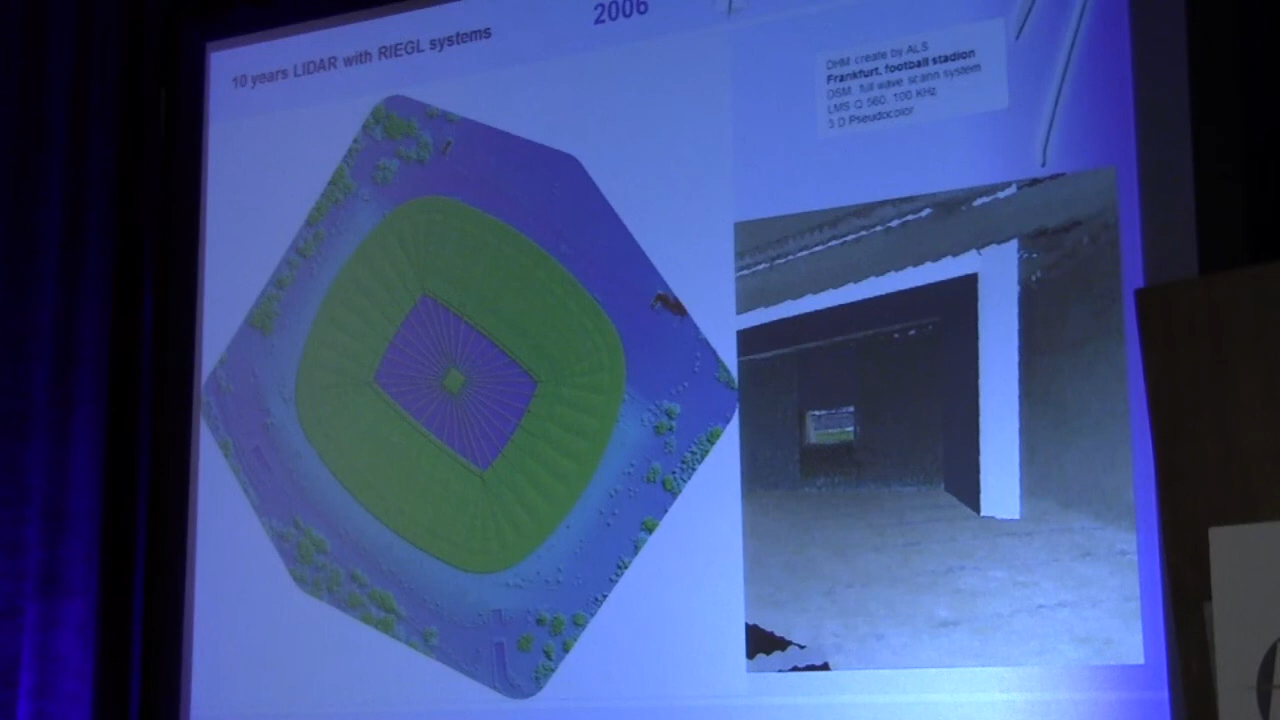 10 years LIDAR with RIEGL systems
2006
DHM create by ALS
Frankfurt, football stadion
DSM, full wave scann system
LMS Q 560, 100 KHz
3 D Pseudocolor